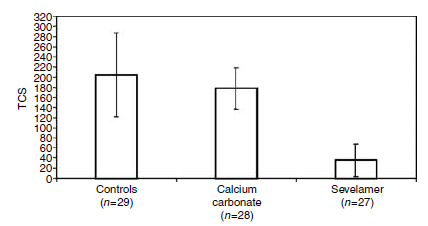 TCS
320
300
280
260
240
220
200
180
160
140
120
100
80
60
40
20
0
Controls
(n=29)
Calcium
carbonate
(n=28)
Sevelamer
(n=27)